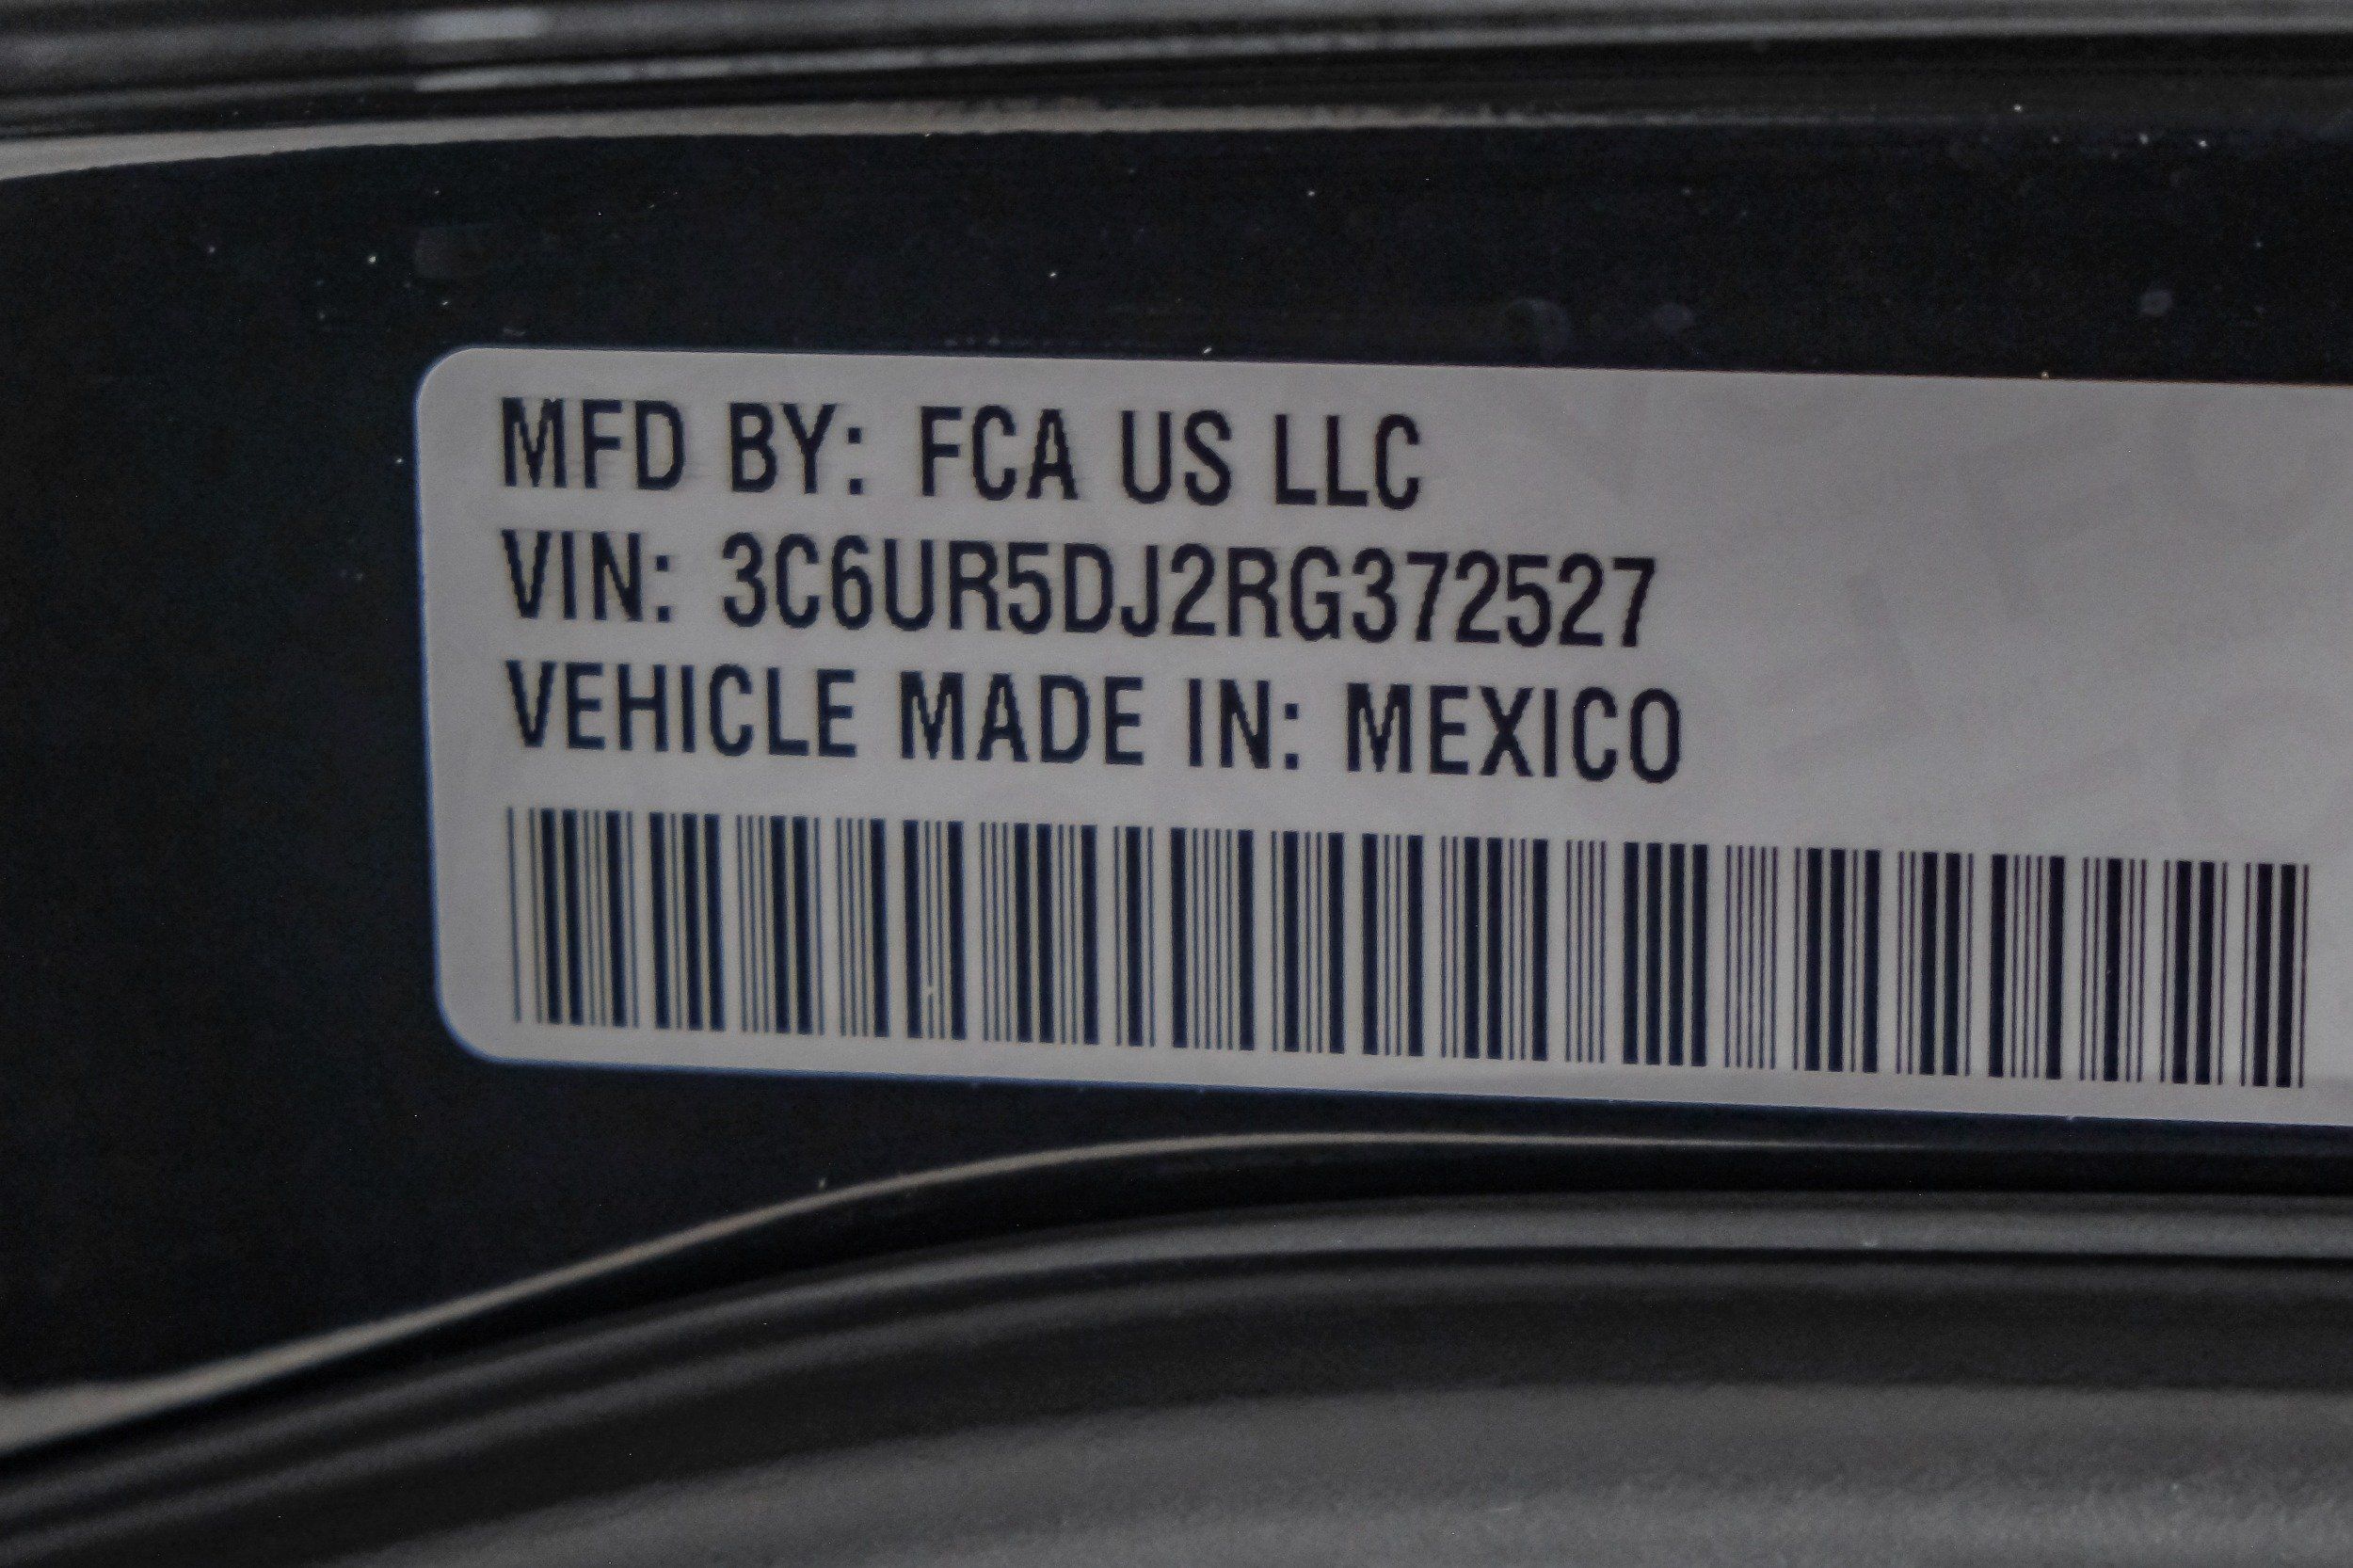 MFD BY: FCA US LLC
VIN: 3C6UR5DJ2RG372527
VEHICLE MADE IN: MEXICO